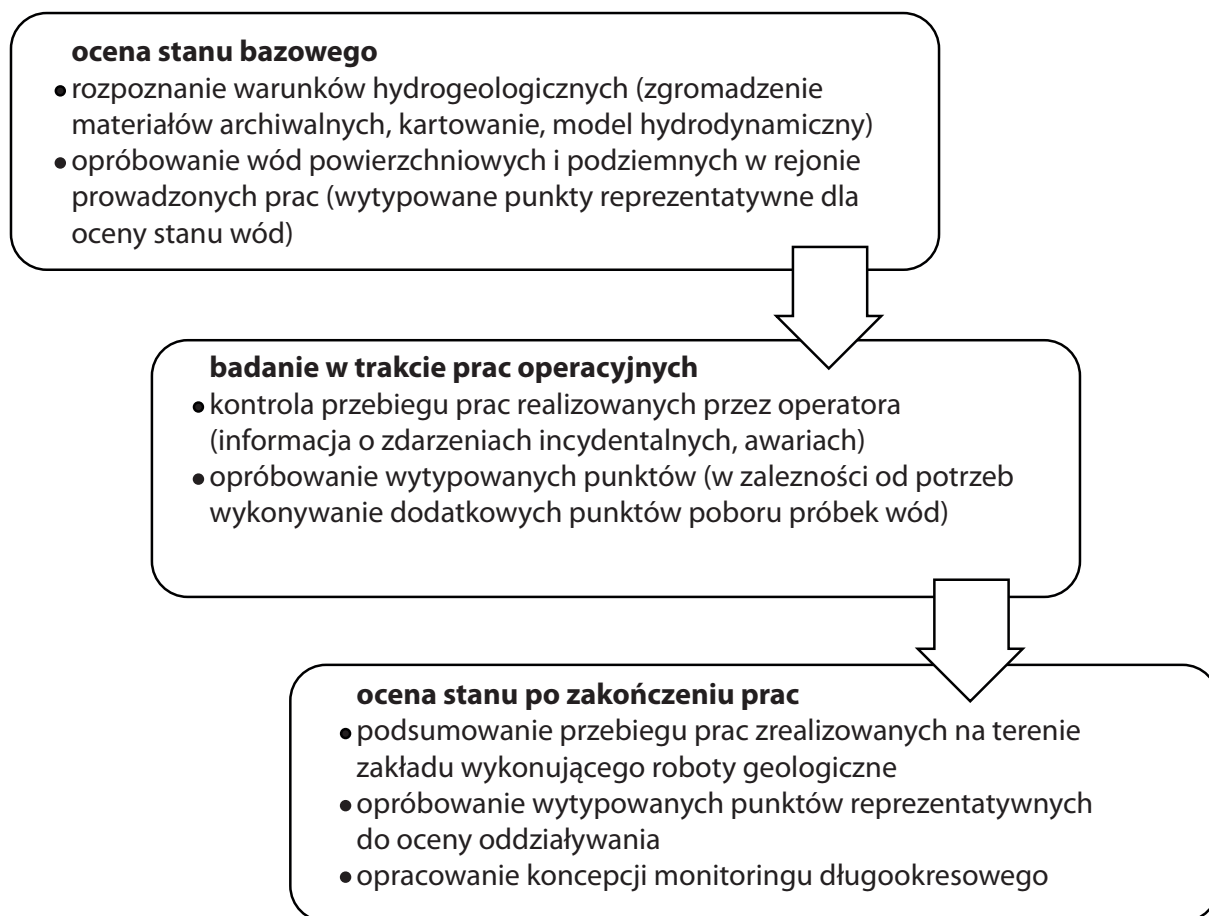 ocena stanu bazowego
• rozpoznanie warunków hydrogeologicznych (zgromadzenie
materiałów archiwalnych, kartowanie, model hydrodynamiczny)
• opróbowanie wód powierzchniowych i podziemnych w rejonie
prowadzonych prac (wytypowane punkty reprezentatywne dla
oceny stanu wód)
badanie w trakcie prac operacyjnych
• kontrola przebiegu prac realizowanych przez operatora
(informacja o zdarzeniach incydentalnych, awariach)
• opróbowanie wytypowanych punktów (w zalezności od potrzeb
wykonywanie dodatkowych punktów poboru próbek wód)
ocena stanu po zakończeniu prac
• podsumowanie przebiegu prac zrealizowanych na terenie
zakładu wykonującego roboty geologiczne
• opróbowanie wytypowanych punktów reprezentatywnych
do oceny oddziaływania
• opracowanie koncepcji monitoringu długookresowego